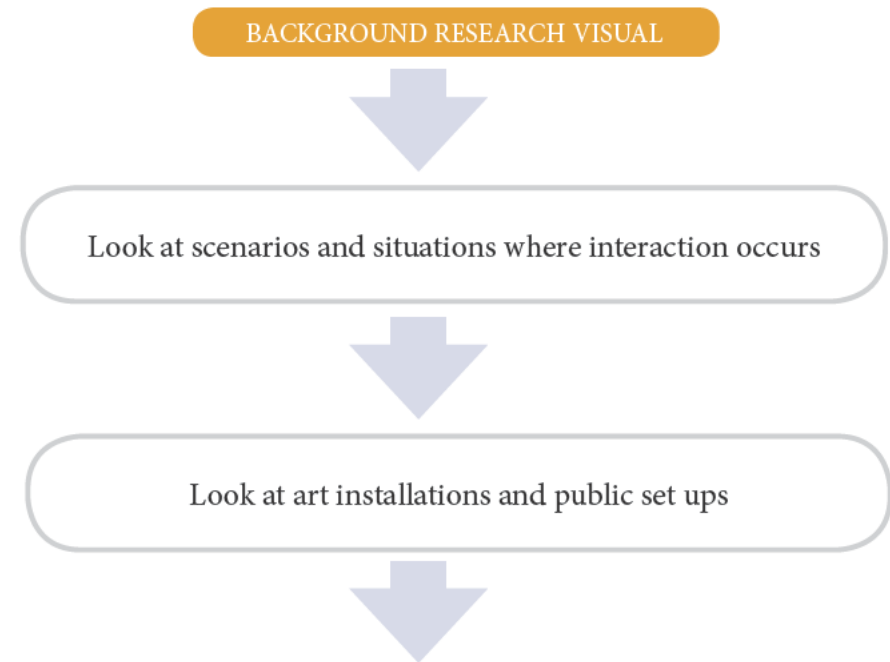 BACKGROUND RESEARCH VISUAL
Look at scenarios and situations where interaction occurs
Look at art installations and public set ups